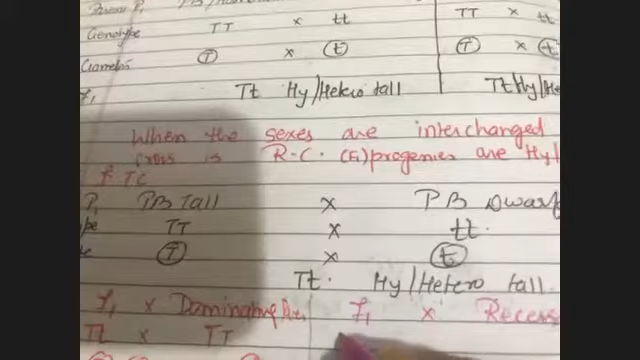 Genotype TT x tt TT x tt
Gametes T x t T x t
F1 Tt Hy/Hetero tall Tt Hy/He
When the sexes are interchanged
cross is R.C. (F1) progenies are Hy/
TC
P1 PB Tall x PB Dwarf
TT x tt.
T x t
Tt. Hy/Hetero tall.
F1 x F1 x Recess
Tt x TT